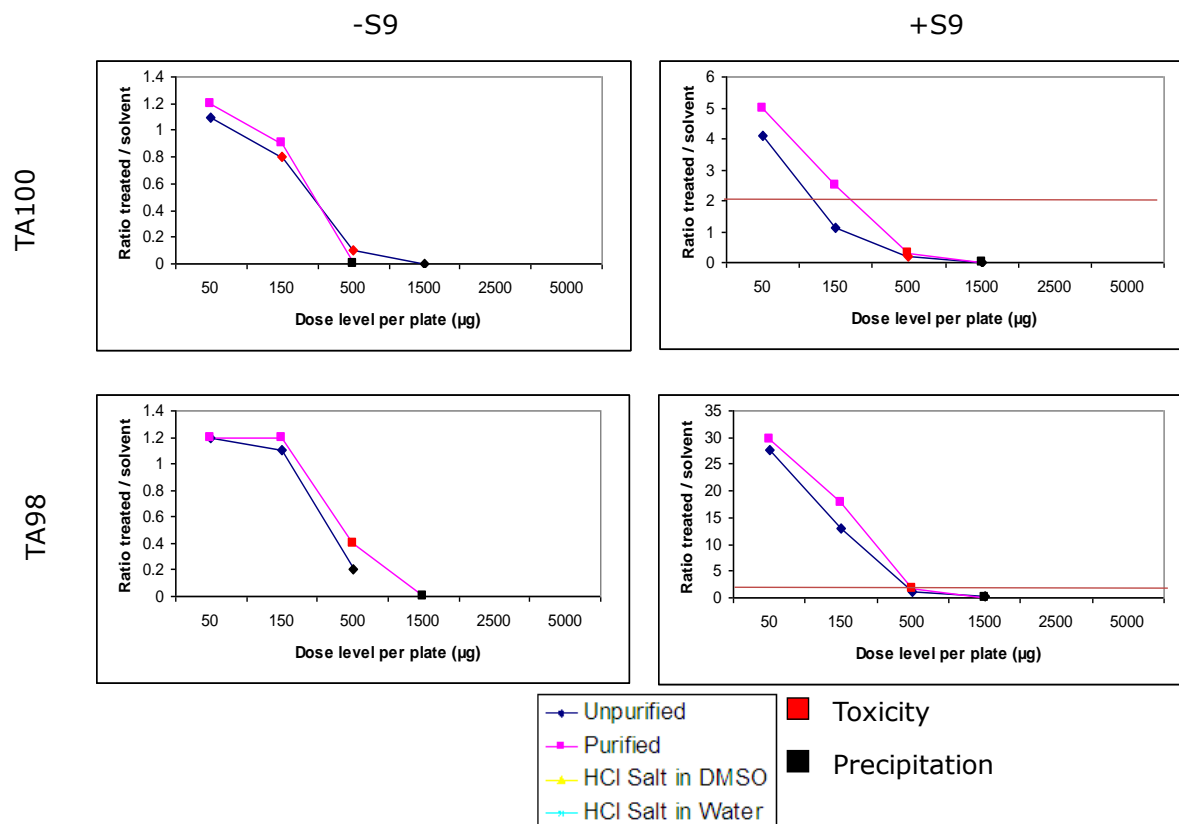 -S9
+S9
TA100
Ratio treated / solvent
1.4
1.2
1
0.8
0.6
0.4
0.2
0
50 150 500 1500 2500 5000
Dose level per plate (µg)
Ratio treated / solvent
6
5
4
3
2
1
0
50 150 500 1500 2500 5000
Dose level per plate (µg)
TA98
Ratio treated / solvent
1.4
1.2
1
0.8
0.6
0.4
0.2
0
50 150 500 1500 2500 5000
Dose level per plate (µg)
Ratio treated / solvent
35
30
25
20
15
10
5
0
50 150 500 1500 2500 5000
Dose level per plate (µg)
Unpurified
Purified
HCl Salt in DMSO
HCl Salt in Water
Toxicity
Precipitation